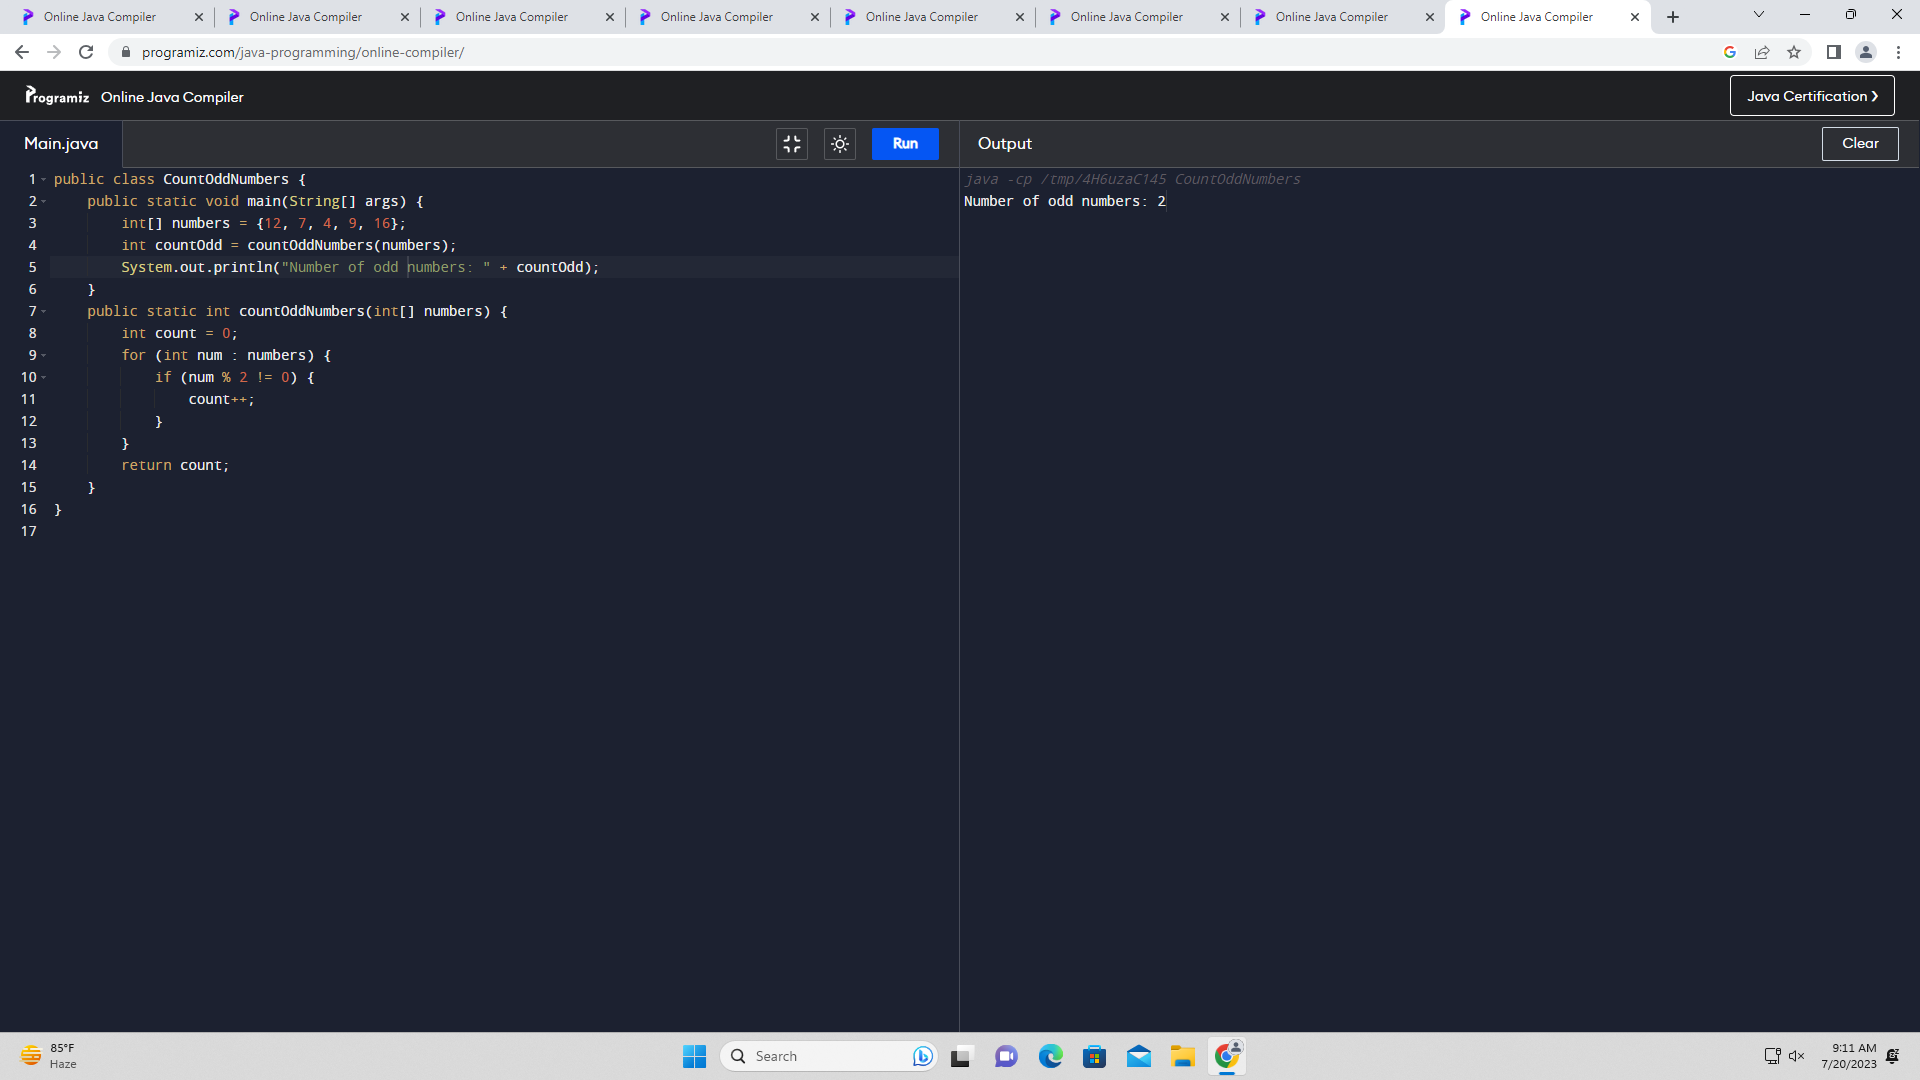 Online Java Compiler
Online Java Compiler
Online Java Compiler
Online Java Compiler
Online Java Compiler
Online Java Compiler
Online Java Compiler
Online Java Compiler
programiz.com/java-programming/online-compiler/
Programiz Online Java Compiler
Java Certification ❯
Main.java
Run
Output
Clear
1 public class CountOddNumbers {
2     public static void main(String[] args) {
3         int[] numbers = {12, 7, 4, 9, 16};
4         int countOdd = countOddNumbers(numbers);
5         System.out.println("Number of odd numbers: " + countOdd);
6     }
7     public static int countOddNumbers(int[] numbers) {
8         int count = 0;
9         for (int num : numbers) {
10             if (num % 2 != 0) {
11                 count++;
12             }
13         }
14         return count;
15     }
16 }
17
java -cp /tmp/4H6uzaC145 CountOddNumbers
Number of odd numbers: 2
85°F
Haze
Search
9:11 AM
7/20/2023